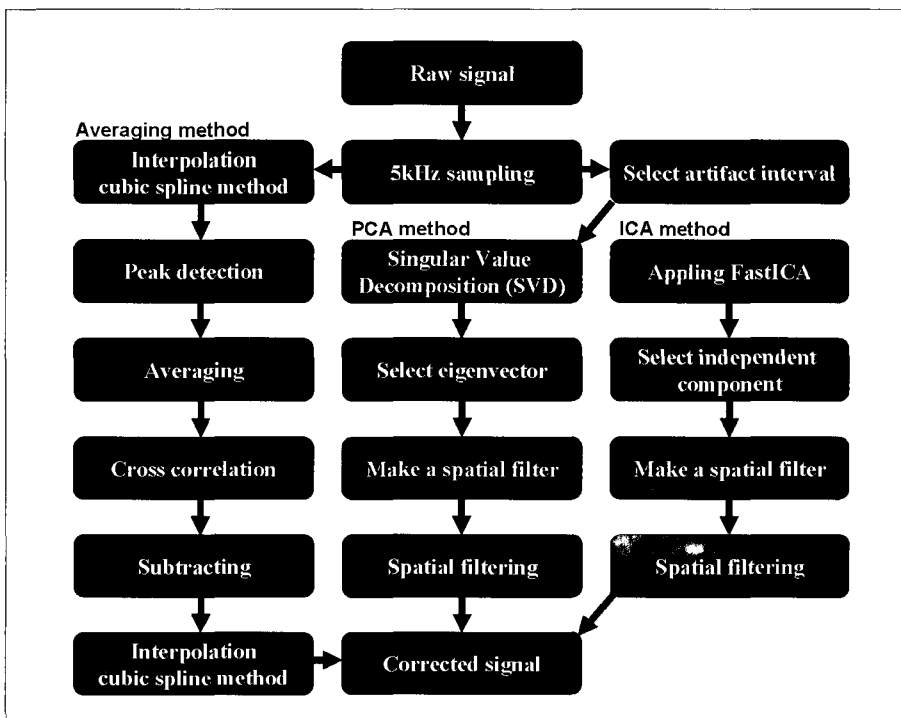 Raw signal
Averaging method
Interpolation
cubic spline method
5kHz sampling
Select artifact interval
PCA method
ICA method
Peak detection
Singular Value
Decomposition (SVD)
Appling FastICA
Averaging
Select eigenvector
Select independent
component
Cross correlation
Make a spatial filter
Make a spatial filter
Subtracting
Spatial filtering
Spatial filtering
Interpolation
cubic spline method
Corrected signal